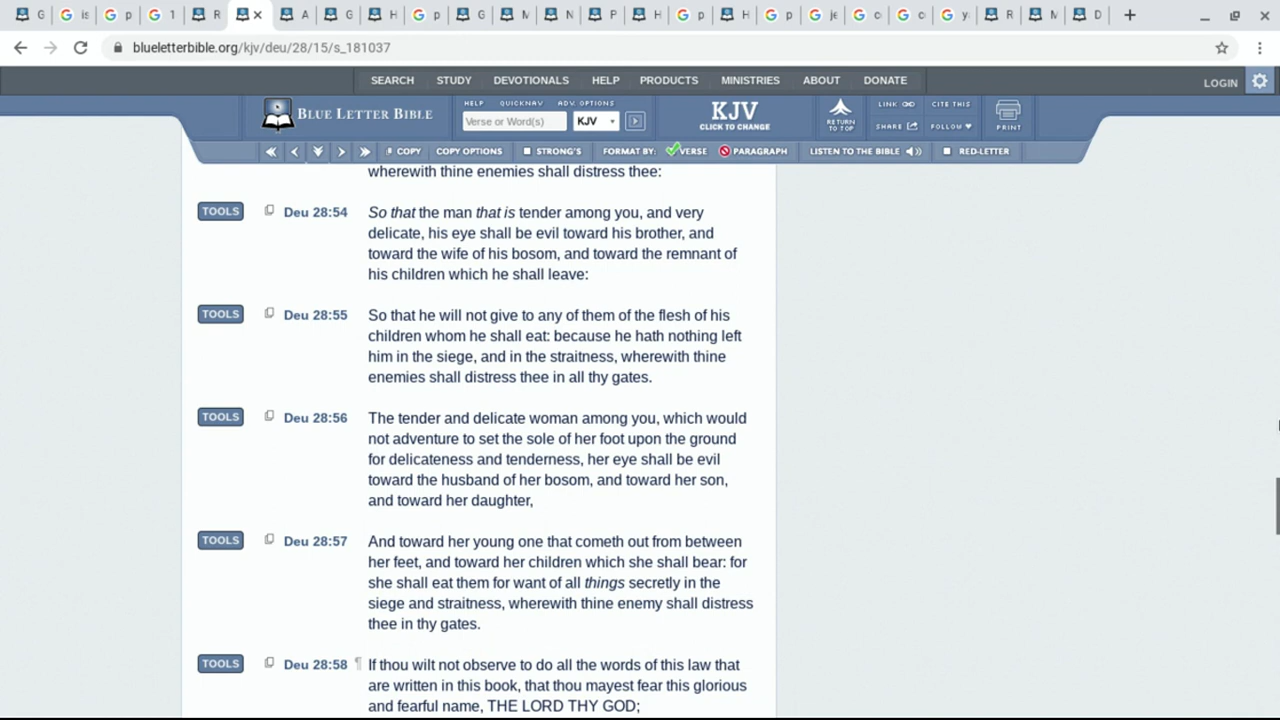 G
is
p
1
R
A
G
H
p
G
M
N
P
H
p
H
p
je
c
c
y
R
M
D
blueletterbible.org/kjv/deu/28/15/s_181037
SEARCH STUDY DEVOTIONALS HELP PRODUCTS MINISTRIES ABOUT DONATE
LOGIN
BLUE LETTER BIBLE
HELP QUICKNAV ADV. OPTIONS
Verse or Word(s) KJV
KJV
CLICK TO CHANGE
RETURN
TO TOP
LINK CITE THIS
SHARE FOLLOW
PRINT
COPY COPY OPTIONS STRONG'S FORMAT BY: VERSE PARAGRAPH LISTEN TO THE BIBLE RED-LETTER
wherewith thine enemies shall distress thee:
TOOLS Deu 28:54 So that the man that is tender among you, and very
delicate, his eye shall be evil toward his brother, and
toward the wife of his bosom, and toward the remnant of
his children which he shall leave:
TOOLS Deu 28:55 So that he will not give to any of them of the flesh of his
children whom he shall eat: because he hath nothing left
him in the siege, and in the straitness, wherewith thine
enemies shall distress thee in all thy gates.
TOOLS Deu 28:56 The tender and delicate woman among you, which would
not adventure to set the sole of her foot upon the ground
for delicateness and tenderness, her eye shall be evil
toward the husband of her bosom, and toward her son,
and toward her daughter,
TOOLS Deu 28:57 And toward her young one that cometh out from between
her feet, and toward her children which she shall bear: for
she shall eat them for want of all things secretly in the
siege and straitness, wherewith thine enemy shall distress
thee in thy gates.
TOOLS Deu 28:58 ¶ If thou wilt not observe to do all the words of this law that
are written in this book, that thou mayest fear this glorious
and fearful name, THE LORD THY GOD;